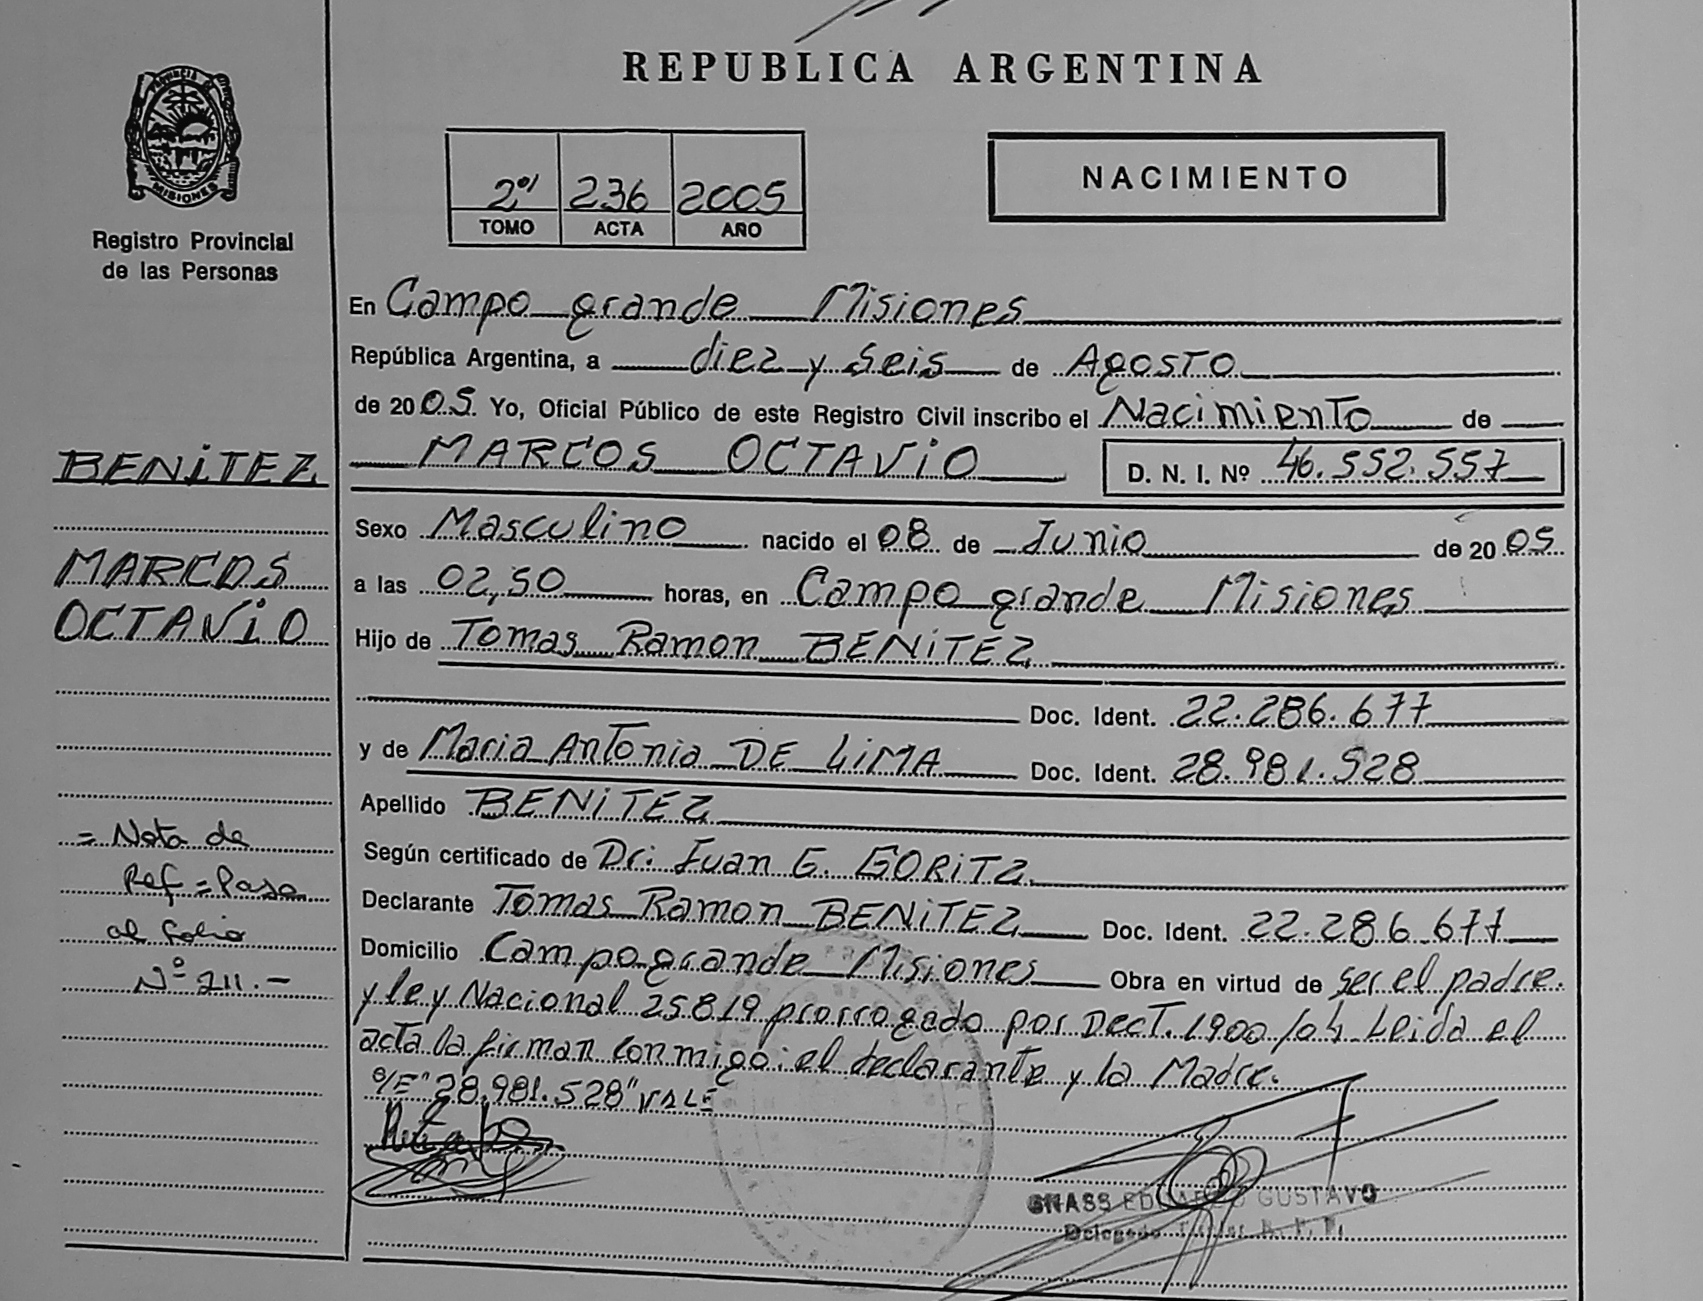 REPUBLICA ARGENTINA
PROVINCIA DE
MISIONES
Registro Provincial
de las Personas
2º 236 2005
TOMO ACTA AÑO
NACIMIENTO
En Campo grande Misiones
República Argentina, a diez y seis de Agosto
de 2005. Yo, Oficial Público de este Registro Civil inscribo el Nacimiento de
MARCOS OCTAViO D. N. I. Nº 46.552.557
BENiTEZ
MARCOS
OCTAViO
Sexo Masculino nacido el 08 de Junio de 2005
a las 02,50 horas, en Campo grande Misiones
Hijo de Tomas Ramon BENiTEZ
Doc. Ident. 22.286.677
y de Maria Antonia DE LiMA Doc. Ident. 28.981.528
Apellido BENiTEZ
Según certificado de Dr. Juan G. GORiTZ
Declarante Tomas Ramon BENiTEZ Doc. Ident. 22.286.677
Domicilio Campo grande Misiones Obra en virtud de ser el padre.
y ley Nacional 25819 prorrogado por Dect. 1900/04 Leida el
acta la firman conmigo: el declarante y la Madre.
s/E "28.981.528" VALE
= Nota de
Ref = Pasa
al folio
Nº 211.-
GUSTAVO
Delegado